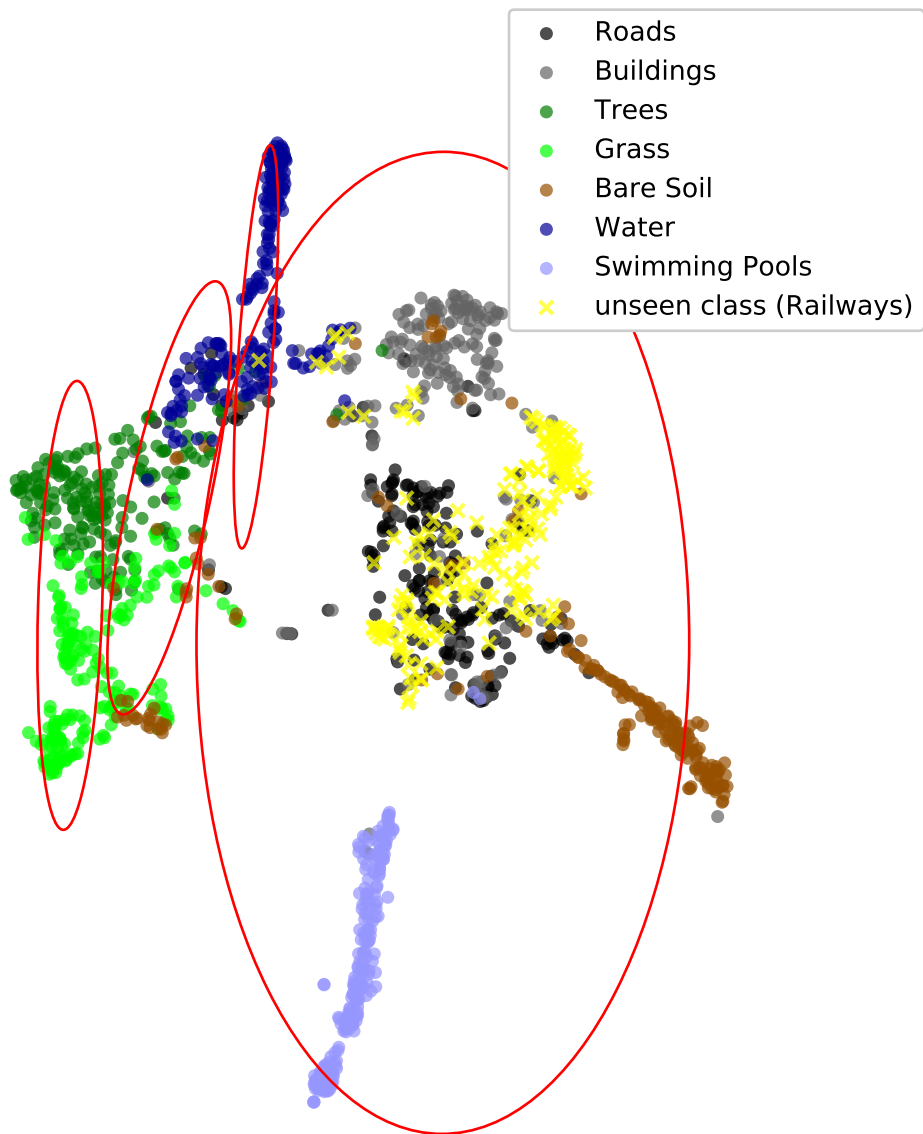 Roads
Buildings
Trees
Grass
Bare Soil
Water
Swimming Pools
unseen class (Railways)